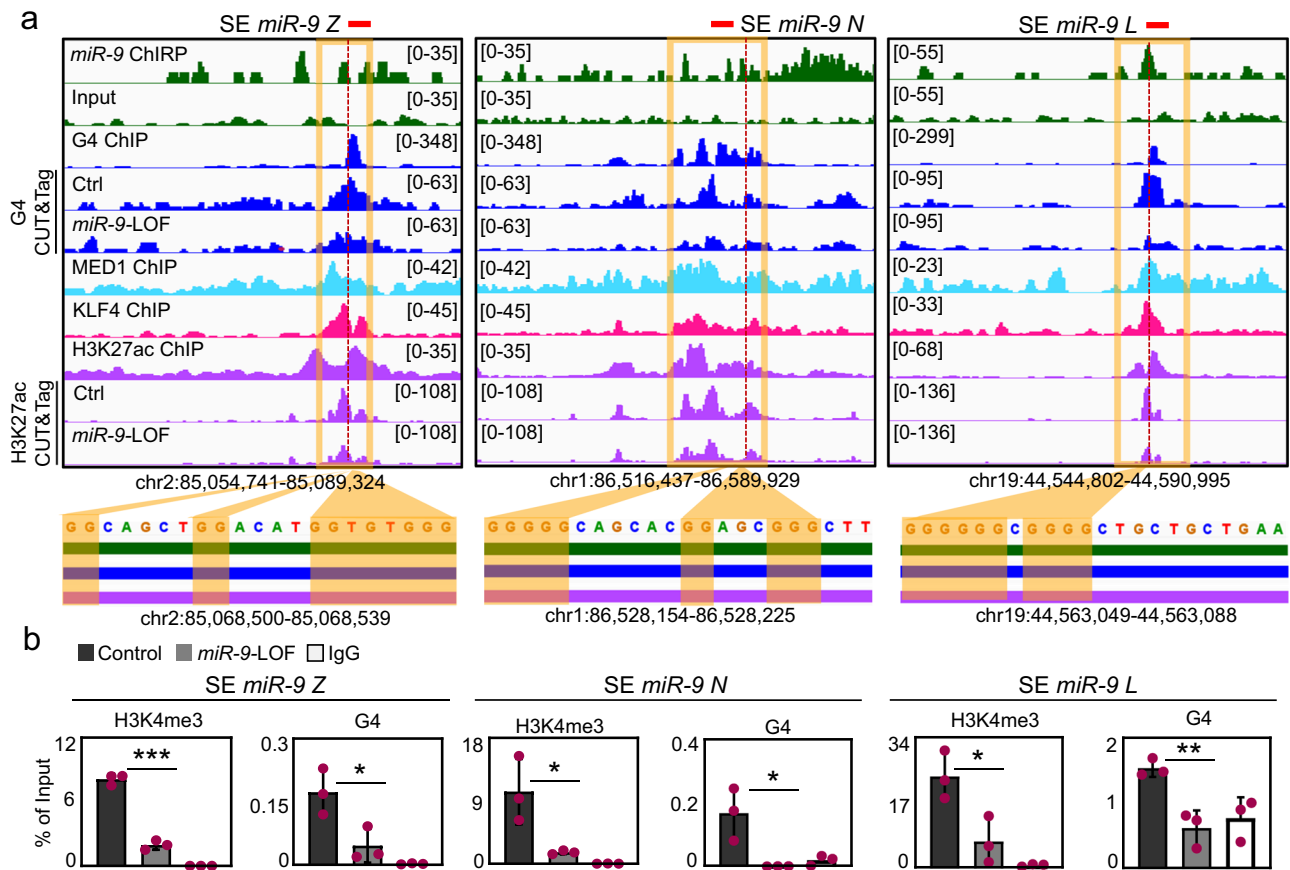 a
SE miR-9 Z
SE miR-9 N
SE miR-9 L
miR-9 ChIRP [0-35] [0-35] [0-55]
Input [0-35] [0-35] [0-55]
G4 ChIP [0-348] [0-348] [0-299]
G4 CUT&Tag
Ctrl [0-63] [0-63] [0-95]
miR-9-LOF [0-63] [0-63] [0-95]
MED1 ChIP [0-42] [0-42] [0-23]
KLF4 ChIP [0-45] [0-45] [0-33]
H3K27ac ChIP [0-35] [0-35] [0-68]
H3K27ac CUT&Tag
Ctrl [0-108] [0-108] [0-136]
miR-9-LOF [0-108] [0-108] [0-136]
chr2:85,054,741-85,089,324
chr1:86,516,437-86,589,929
chr19:44,544,802-44,590,995
G G C A G C T G G A C A T G G T G T G G G
G G G G G C A G C A C G G A G C G G G C T T
G G G G G G C G G G G C T G C T G C T G A A
chr2:85,068,500-85,068,539
chr1:86,528,154-86,528,225
chr19:44,563,049-44,563,088
b
Control miR-9-LOF IgG
SE miR-9 Z
SE miR-9 N
SE miR-9 L
% of Input
H3K4me3
12
6
0
***
G4
0.3
0.15
0
*
H3K4me3
18
9
0
*
G4
0.4
0.2
0
*
H3K4me3
34
17
0
*
G4
2
1
0
**